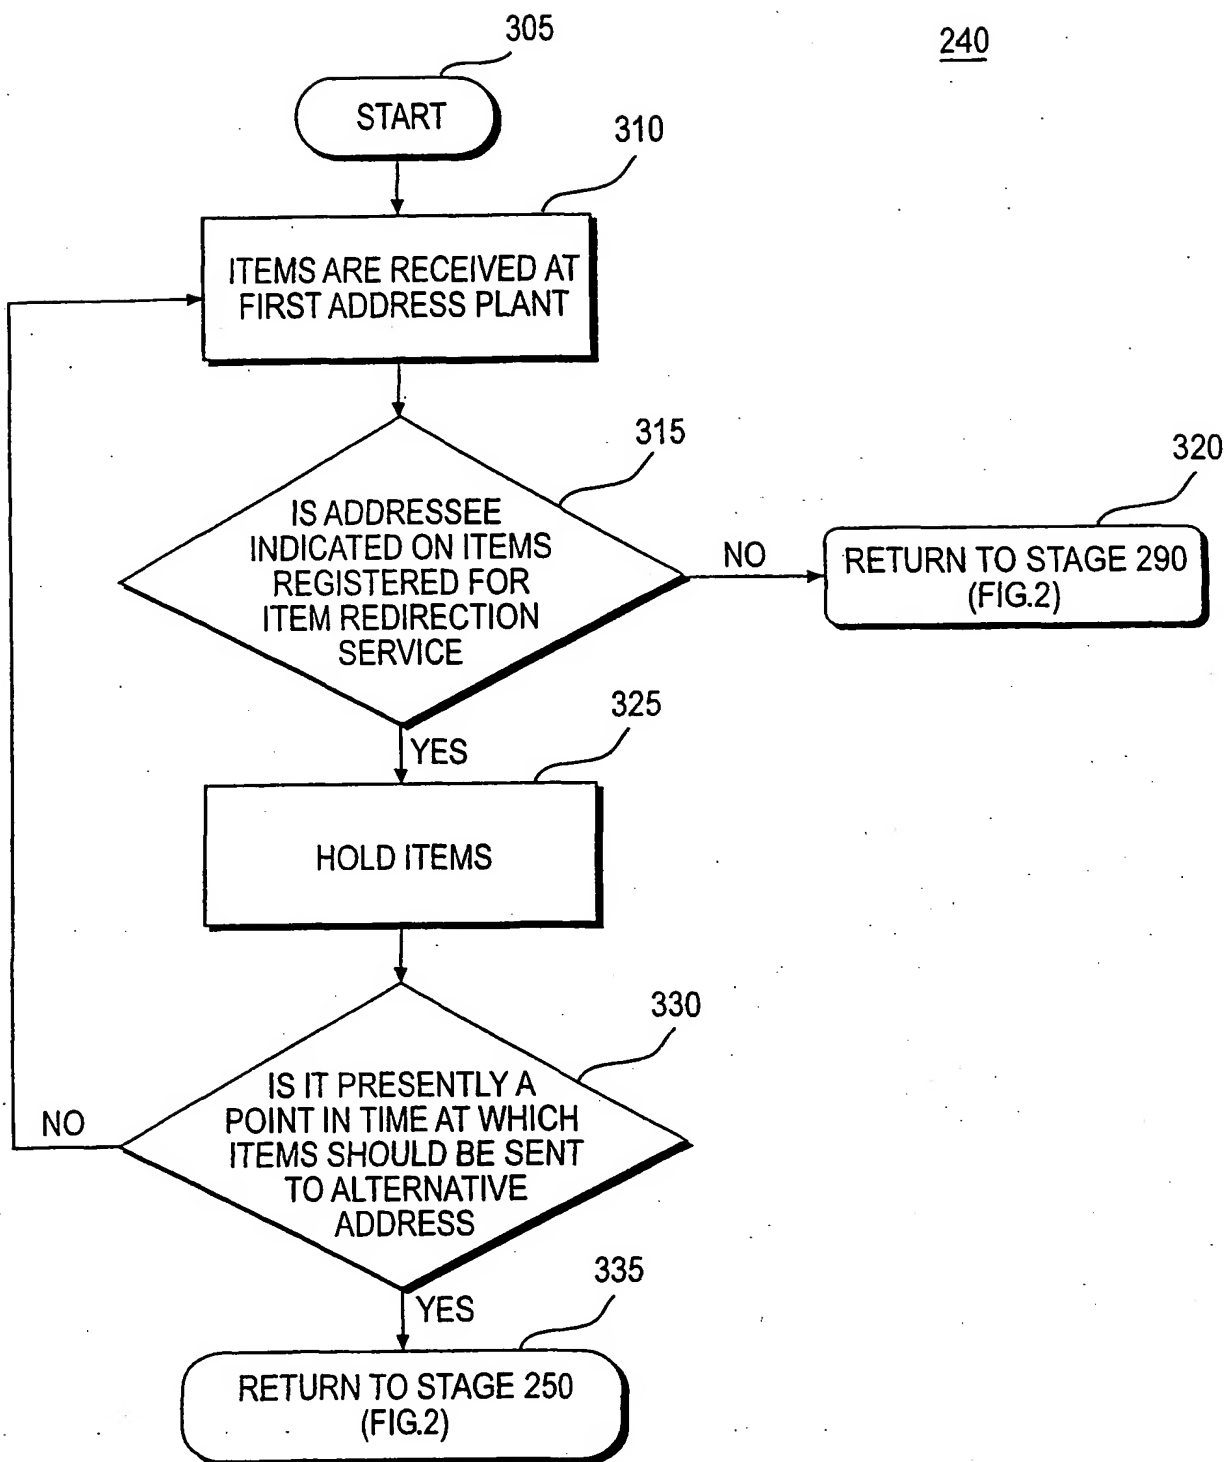 305
240
START
310
ITEMS ARE RECEIVED AT
FIRST ADDRESS PLANT
315
IS ADDRESSEE
INDICATED ON ITEMS
REGISTERED FOR
ITEM REDIRECTION
SERVICE
NO
320
RETURN TO STAGE 290
(FIG.2)
YES
325
HOLD ITEMS
330
IS IT PRESENTLY A
POINT IN TIME AT WHICH
ITEMS SHOULD BE SENT
TO ALTERNATIVE
ADDRESS
NO
YES
335
RETURN TO STAGE 250
(FIG.2)